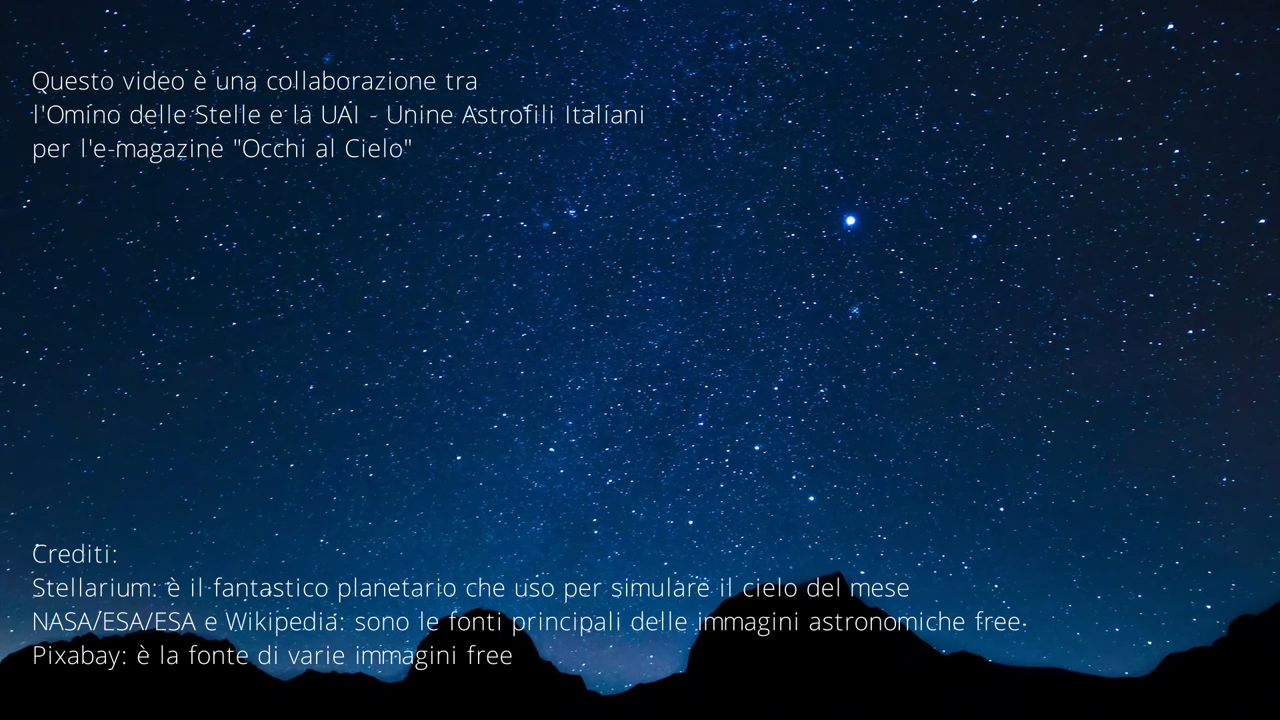 Questo video è una collaborazione tra
l'Omino delle Stelle e la UAI - Unine Astrofili Italiani
per l'e-magazine "Occhi al Cielo"
Crediti:
Stellarium: è il fantastico planetario che uso per simulare il cielo del mese
NASA/ESA/ESA e Wikipedia: sono le fonti principali delle immagini astronomiche free
Pixabay: è la fonte di varie immagini free